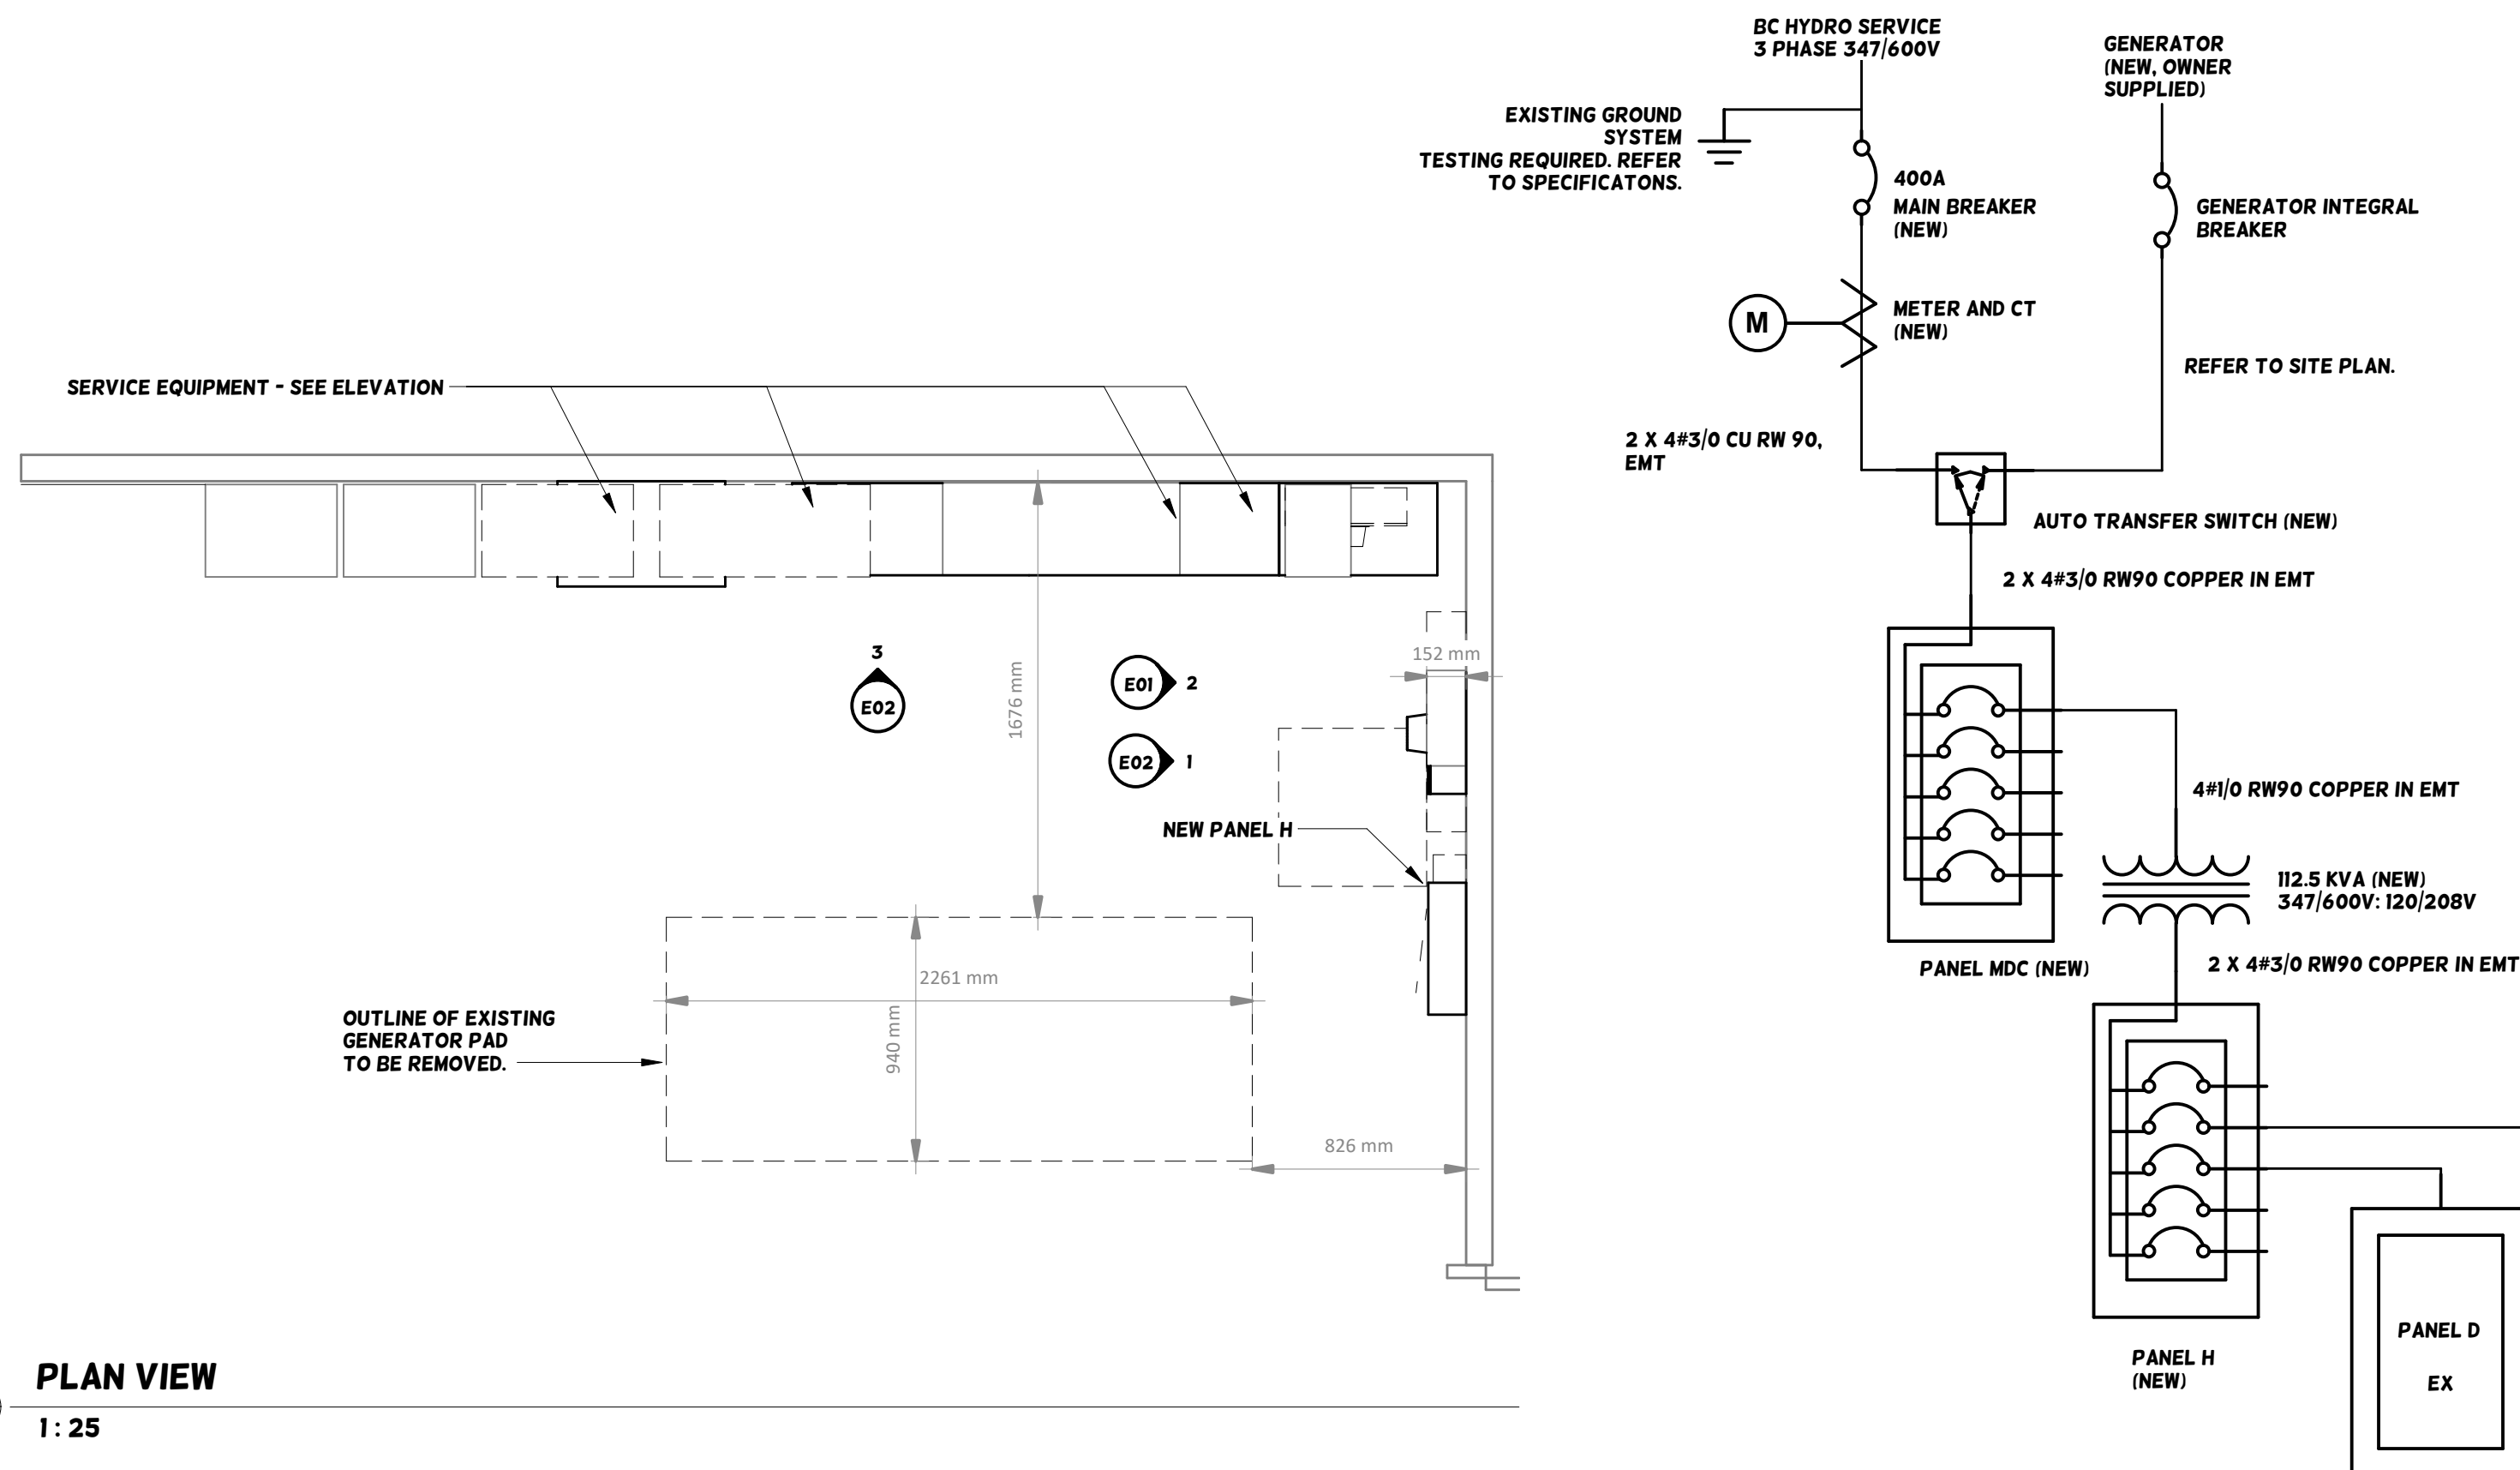 BC HYDRO SERVICE
3 PHASE 347/600V
GENERATOR
(NEW, OWNER
SUPPLIED)
EXISTING GROUND
SYSTEM
TESTING REQUIRED. REFER
TO SPECIFICATONS.
400A
MAIN BREAKER
(NEW)
GENERATOR INTEGRAL
BREAKER
M
METER AND CT
(NEW)
REFER TO SITE PLAN.
SERVICE EQUIPMENT - SEE ELEVATION
2 X 4#3/0 CU RW 90,
EMT
AUTO TRANSFER SWITCH (NEW)
2 X 4#3/0 RW90 COPPER IN EMT
3
E02
1676 mm
E01
2
E02
1
152 mm
NEW PANEL H
4#1/0 RW90 COPPER IN EMT
112.5 KVA (NEW)
347/600V: 120/208V
PANEL MDC (NEW)
2 X 4#3/0 RW90 COPPER IN EMT
2261 mm
940 mm
OUTLINE OF EXISTING
GENERATOR PAD
TO BE REMOVED.
826 mm
PANEL H
(NEW)
PANEL D
EX
PLAN VIEW
1 : 25